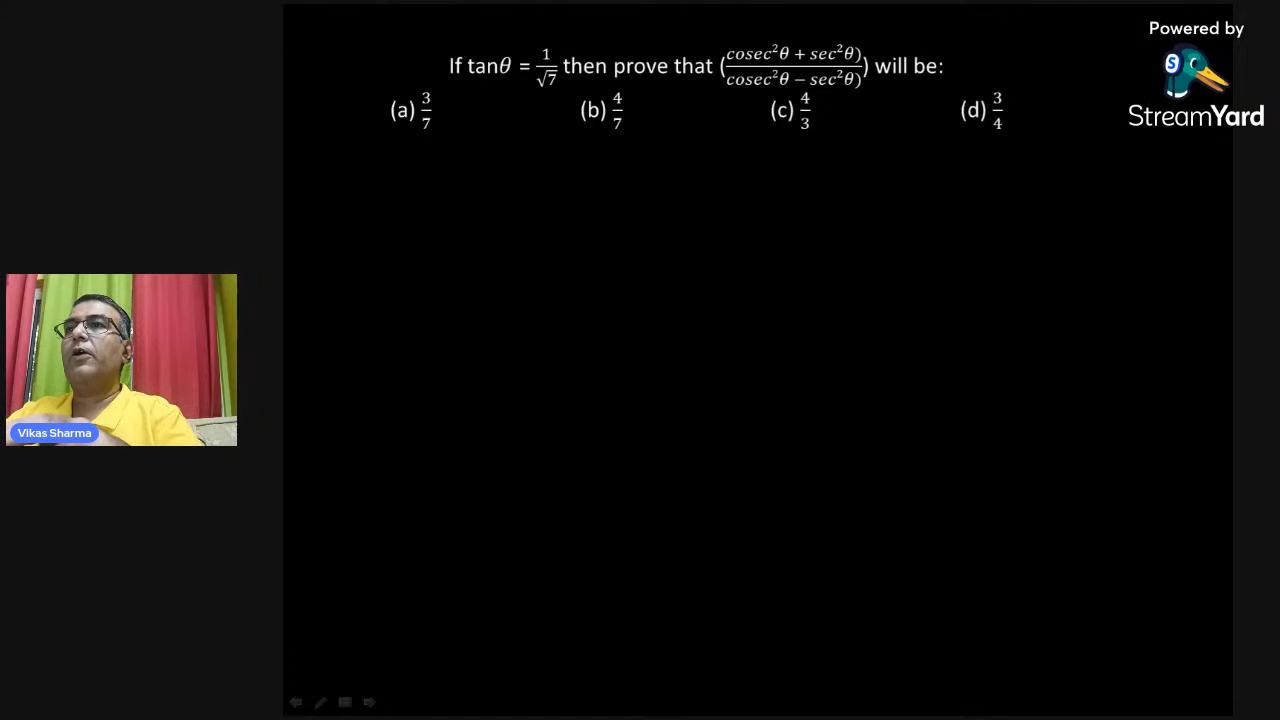 Powered by
StreamYard
If tanθ = 1/√7 then prove that (cosec²θ + sec²θ)/cosec²θ − sec²θ)) will be:
(a) 3/7 (b) 4/7 (c) 4/3 (d) 3/4
Vikas Sharma